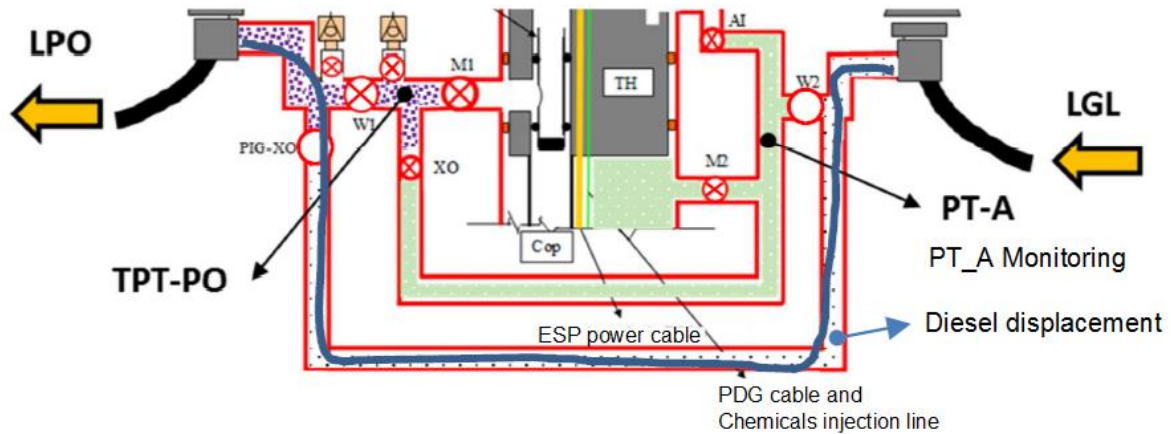 LPO
M1
TH
AI
W2
LGL
W1
PIG-XO
XO
M2
PT-A
Cop
TPT-PO
PT_A Monitoring
ESP power cable
Diesel displacement
PDG cable and
Chemicals injection line